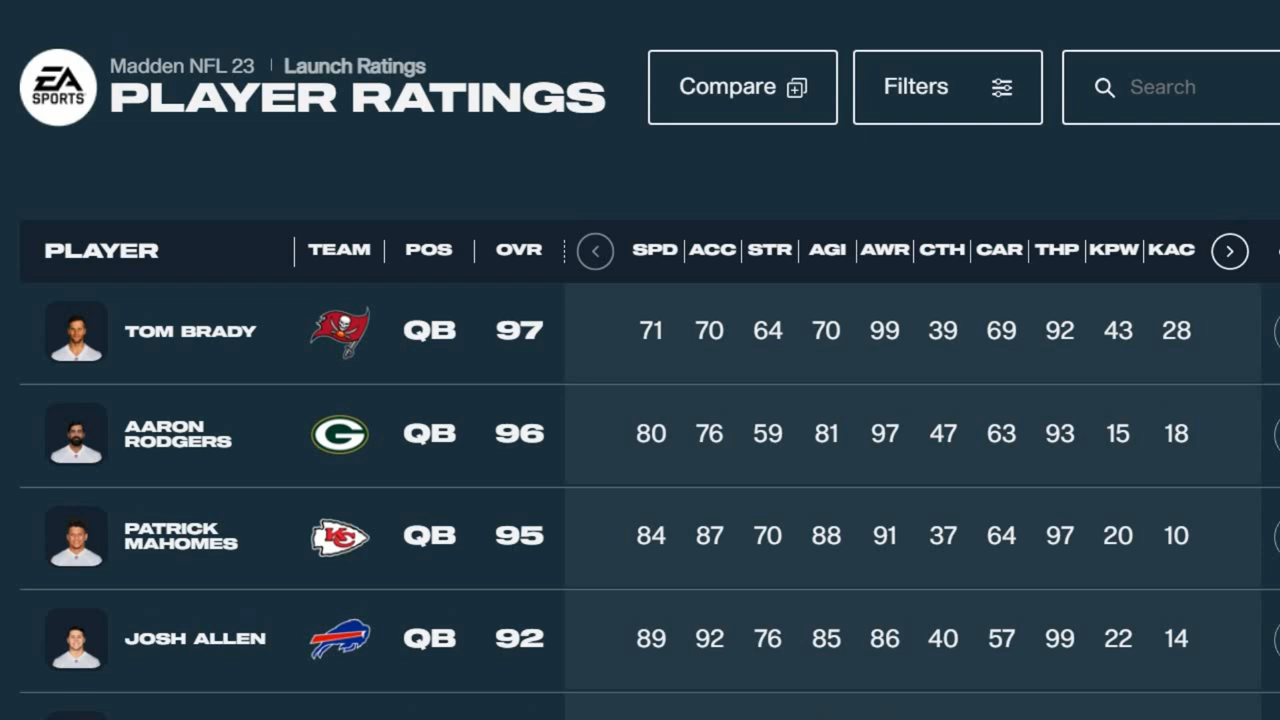 EA SPORTS
Madden NFL 23 | Launch Ratings
PLAYER RATINGS
Compare
Filters
Search
PLAYER TEAM POS OVR SPD ACC STR AGI AWR CTH CAR THP KPW KAC
TOM BRADY QB 97 71 70 64 70 99 39 69 92 43 28
AARON RODGERS QB 96 80 76 59 81 97 47 63 93 15 18
PATRICK MAHOMES QB 95 84 87 70 88 91 37 64 97 20 10
JOSH ALLEN QB 92 89 92 76 85 86 40 57 99 22 14